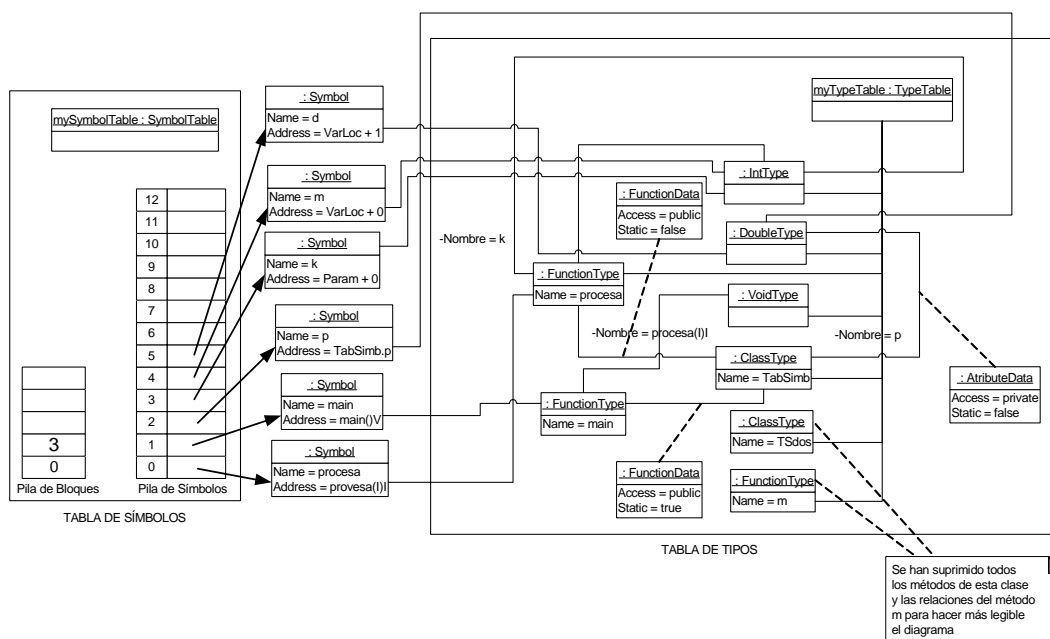 mySymbolTable : SymbolTable
12
11
10
9
8
7
6
5
4
3
2
1
0
3
0
Pila de Bloques
Pila de Símbolos
TABLA DE SÍMBOLOS
: Symbol
Name = d
Address = VarLoc + 1
: Symbol
Name = m
Address = VarLoc + 0
: Symbol
Name = k
Address = Param + 0
: Symbol
Name = p
Address = TabSimb.p
: Symbol
Name = main
Address = main()V
: Symbol
Name = procesa
Address = provesa(I)I
myTypeTable : TypeTable
: IntType
: FunctionData
Access = public
Static = false
-Nombre = k
: DoubleType
: FunctionType
Name = procesa
: VoidType
-Nombre = procesa(I)I
-Nombre = p
: ClassType
Name = TabSimb
: AtributeData
Access = private
Static = false
: FunctionType
Name = main
: ClassType
Name = TSdos
: FunctionData
Access = public
Static = true
: FunctionType
Name = m
TABLA DE TIPOS
Se han suprimido todos
los métodos de esta clase
y las relaciones del método
m para hacer más legible
el diagrama